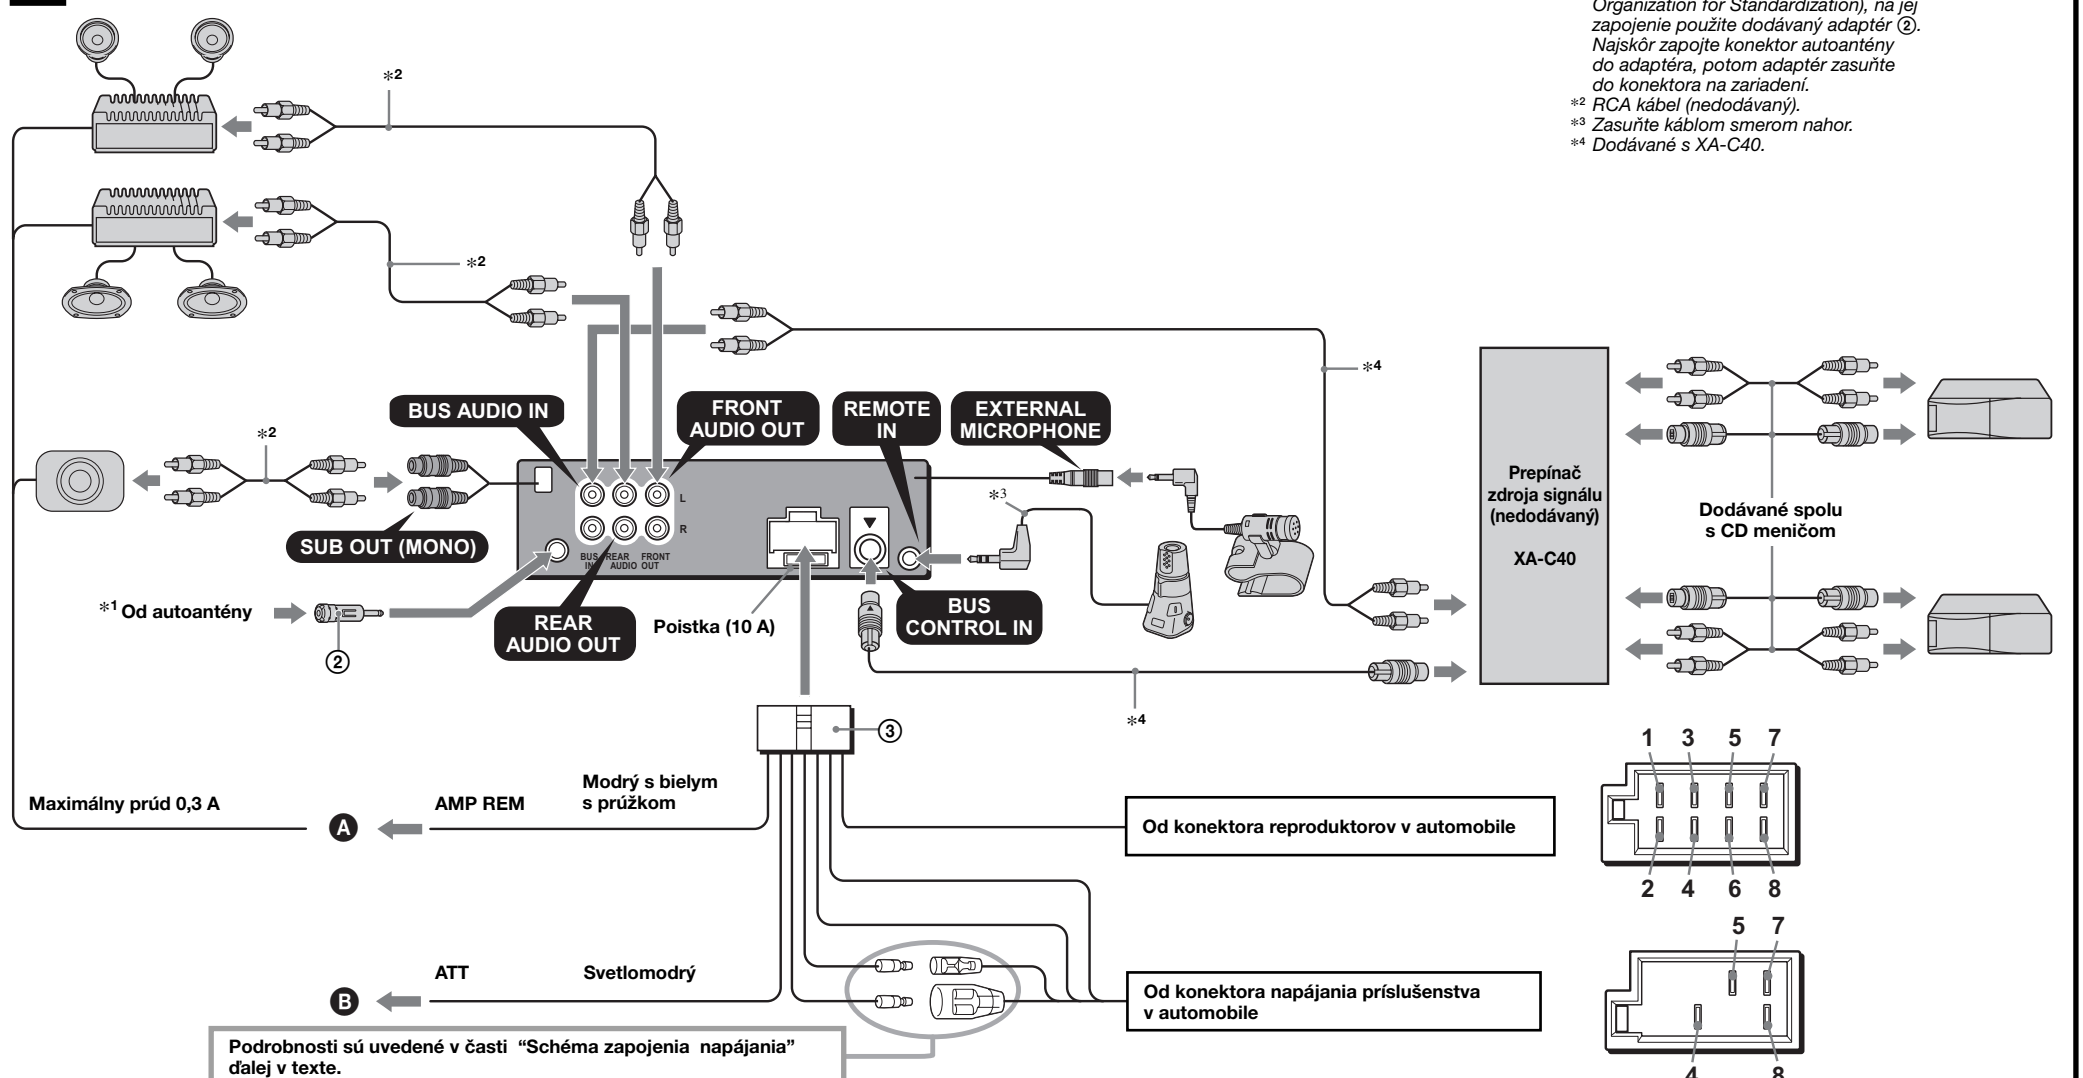 Organization for Standardization), na jej
zapojenie použite dodávaný adaptér ②.
Najskôr zapojte konektor autoantény
do adaptéra, potom adaptér zasuňte
do konektora na zariadení.
*2 RCA kábel (nedodávaný).
*3 Zasuňte káblom smerom nahor.
*4 Dodávané s XA-C40.
*2
*2
*4
BUS AUDIO IN
FRONT
AUDIO OUT
REMOTE
IN
EXTERNAL
MICROPHONE
*2
*3
L
R
SUB OUT (MONO)
BUS REAR FRONT
IN AUDIO OUT
Prepínač
zdroja signálu
(nedodávaný)
XA-C40
Dodávané spolu
s CD meničom
*1 Od autoantény
②
REAR
AUDIO OUT
Poistka (10 A)
BUS
CONTROL IN
*4
③
1 3 5 7
2 4 6 8
Maximálny prúd 0,3 A
A
AMP REM
Modrý s bielym
s prúžkom
Od konektora reproduktorov v automobile
5 7
4 8
B
ATT
Svetlomodrý
Od konektora napájania príslušenstva
v automobile
Podrobnosti sú uvedené v časti “Schéma zapojenia napájania”
ďalej v texte.